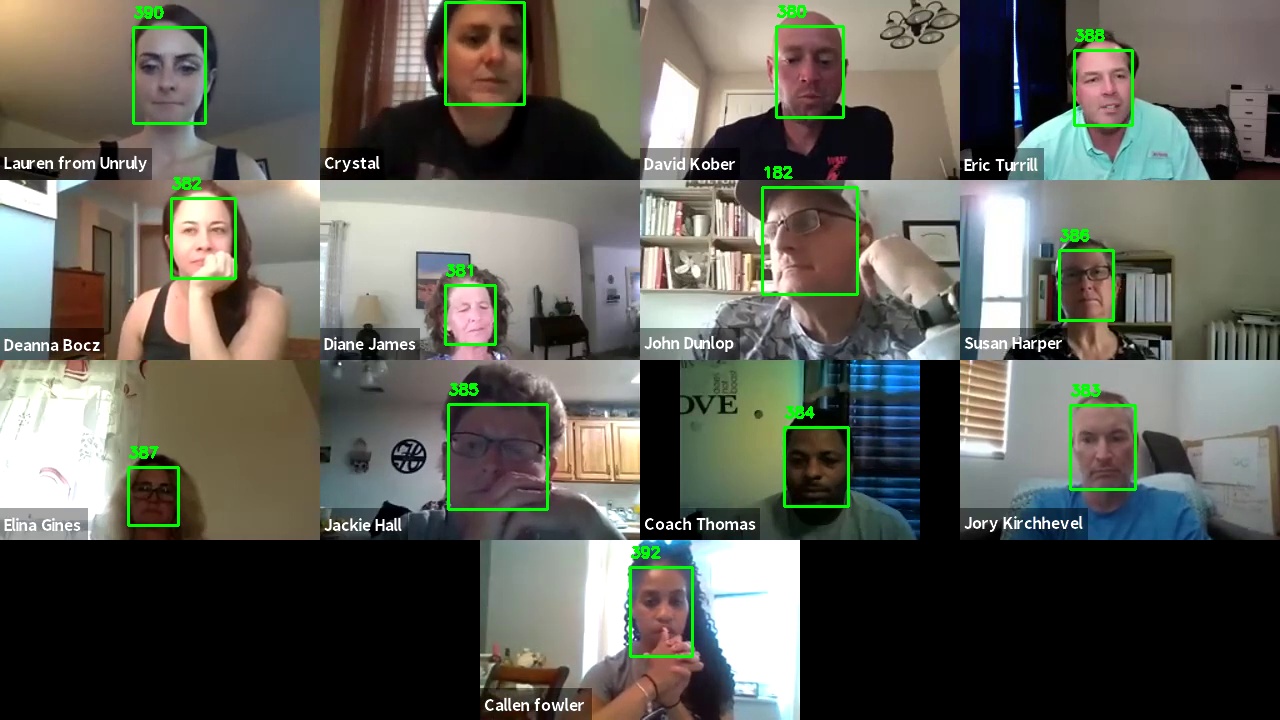 390
380
388
Lauren from Unruly
Crystal
David Kober
Eric Turrill
382
381
182
386
Deanna Bocz
Diane James
John Dunlop
Susan Harper
387
385
OVE
384
383
Elina Gines
Jackie Hall
Coach Thomas
Jory Kirchhevel
392
Callen fowler